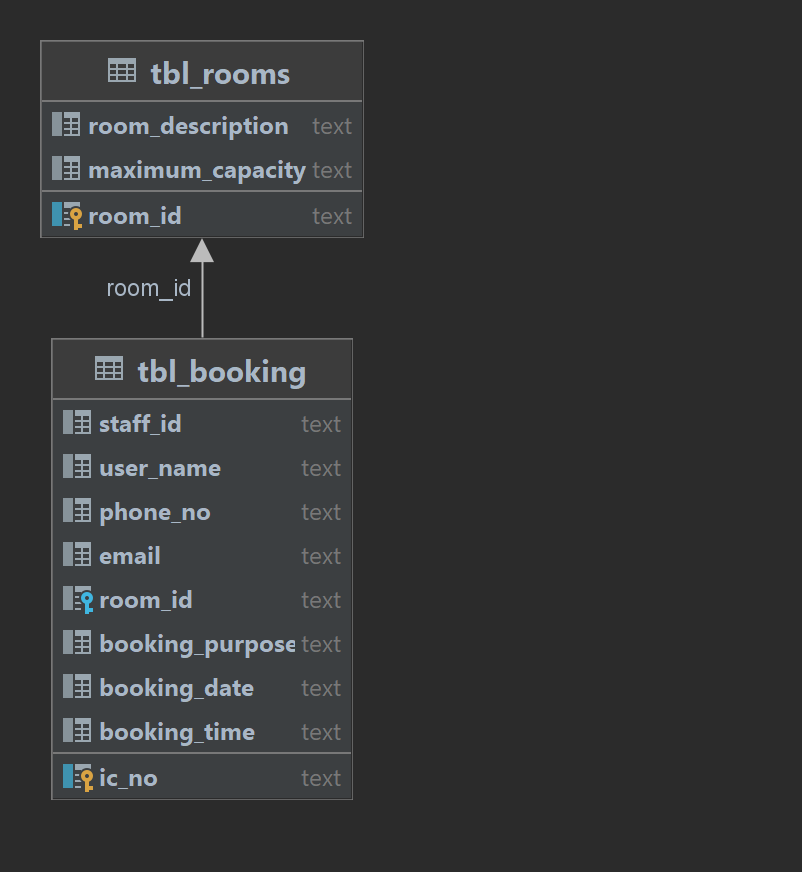 tbl_rooms
room_description text
maximum_capacity text
room_id text
room_id
tbl_booking
staff_id text
user_name text
phone_no text
email text
room_id text
booking_purpose text
booking_date text
booking_time text
ic_no text